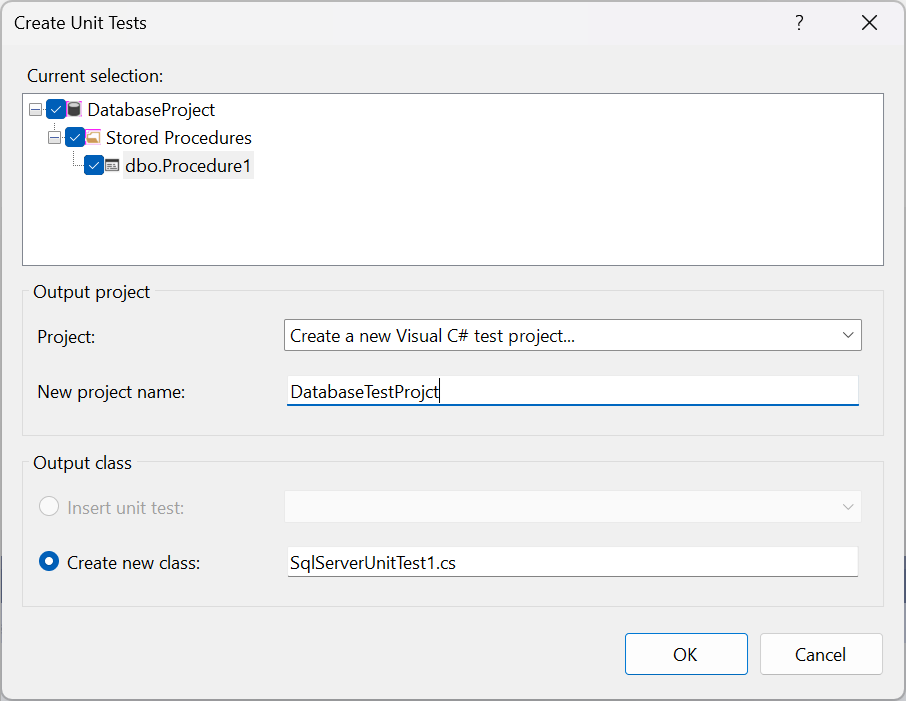 Create Unit Tests ?
Current selection:
DatabaseProject
Stored Procedures
dbo.Procedure1
Output project
Project: Create a new Visual C# test project...
New project name: DatabaseTestProjct
Output class
Insert unit test:
Create new class: SqlServerUnitTest1.cs
OK Cancel